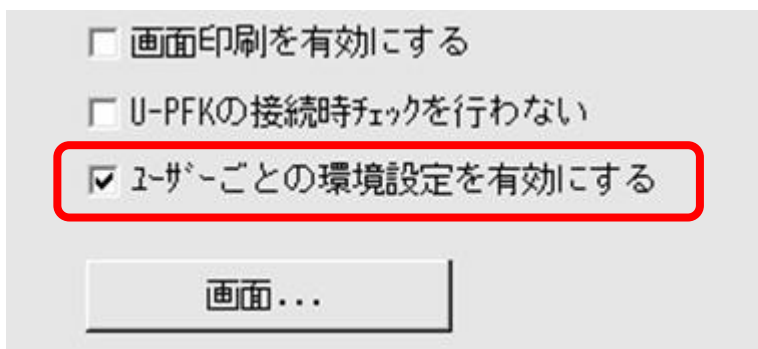 画面印刷を有効にする
U-PFKの接続時ﾁｪｯｸを行わない
ﾕｰｻﾞｰごとの環境設定を有効にする
画面...